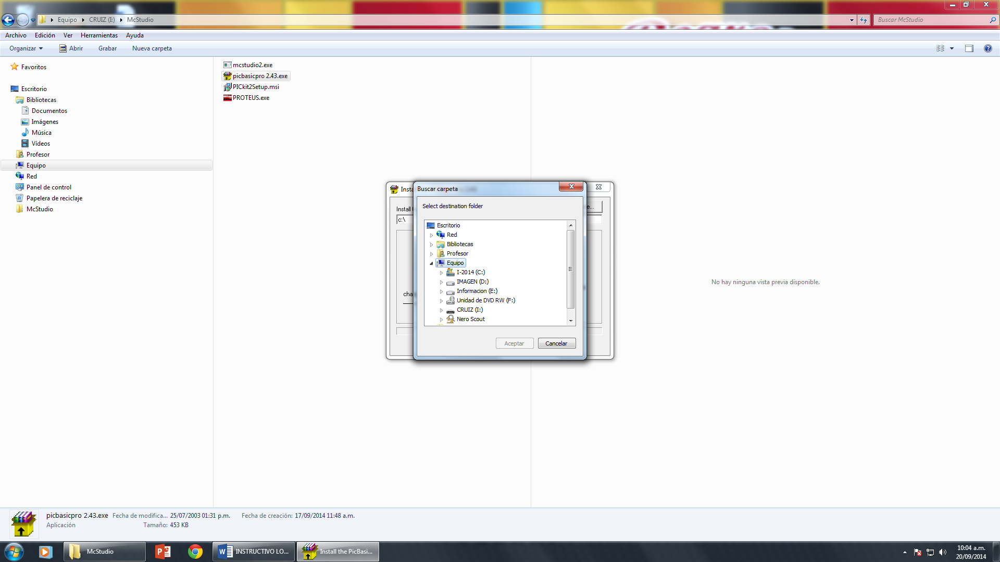 Equipo CRUIZ (I:) McStudio
Buscar McStudio
Archivo Edición Ver Herramientas Ayuda
Organizar Abrir Grabar Nueva carpeta
Favoritos
Escritorio
Bibliotecas
Documentos
Imágenes
Música
Vídeos
Profesor
Equipo
Red
Panel de control
Papelera de reciclaje
McStudio
mcstudio2.exe
picbasicpro 2.43.exe
PICkit2Setup.msi
PROTEUS.exe
Insta
Install
c:\
e...
cha
Buscar carpeta
Select destination folder
Escritorio
Red
Bibliotecas
Profesor
Equipo
I-2014 (C:)
IMAGEN (D:)
Informacion (E:)
Unidad de DVD RW (F:)
CRUIZ (I:)
Nero Scout
Aceptar Cancelar
No hay ninguna vista previa disponible.
picbasicpro 2.43.exe Fecha de modifica... 25/07/2003 01:31 p.m. Fecha de creación: 17/09/2014 11:48 a.m.
Aplicación Tamaño: 453 KB
McStudio
INSTRUCTIVO LO...
Install the PicBasi...
10:04 a.m.
20/09/2014